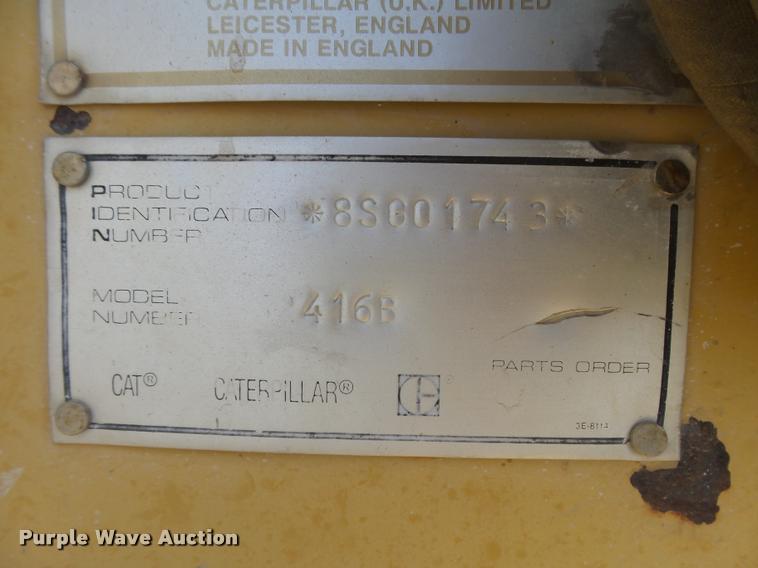 CATERPILLAR (U.K.) LIMITED
LEICESTER, ENGLAND
MADE IN ENGLAND
PRODUCT
IDENTIFICATION *8SG01743*
NUMBER
MODEL
NUMBER 416B
PARTS ORDER
CAT® CATERPILLAR®
3E-8114
Purple Wave Auction